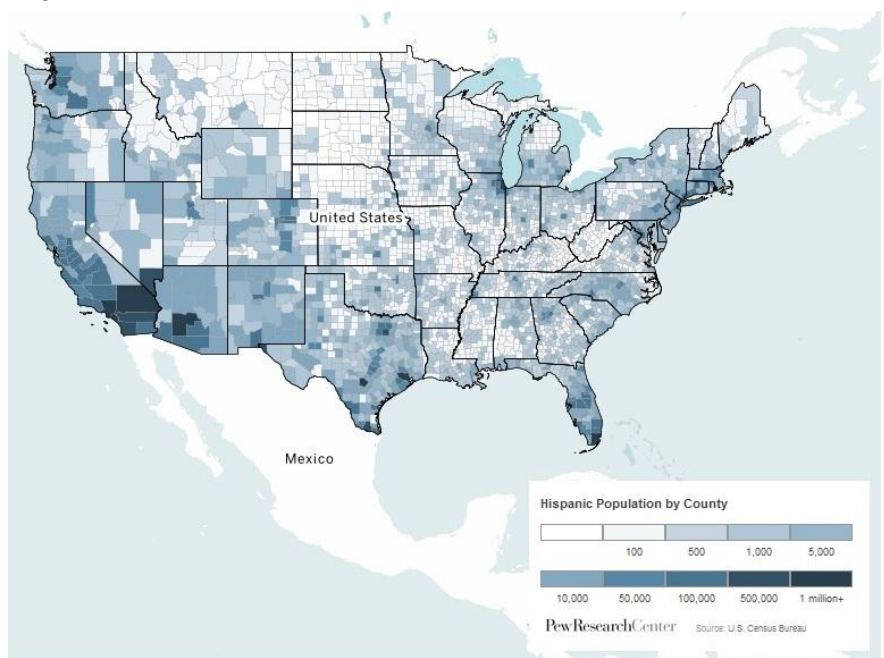 United States
Mexico
Hispanic Population by County
100 500 1,000 5,000
10,000 50,000 100,000 500,000 1 million+
PewResearchCenter Source: U.S. Census Bureau